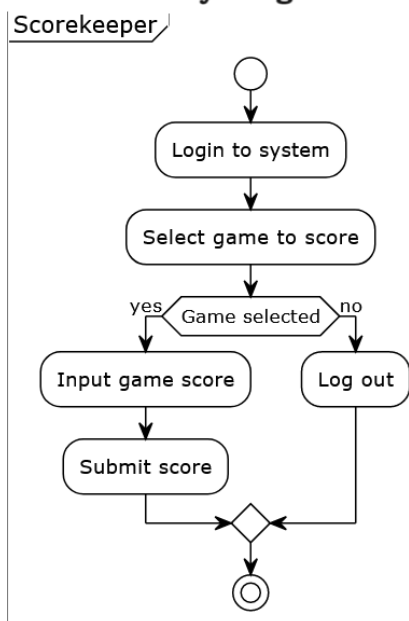 Scorekeeper
Login to system
Select game to score
yes
Game selected
no
Input game score
Log out
Submit score